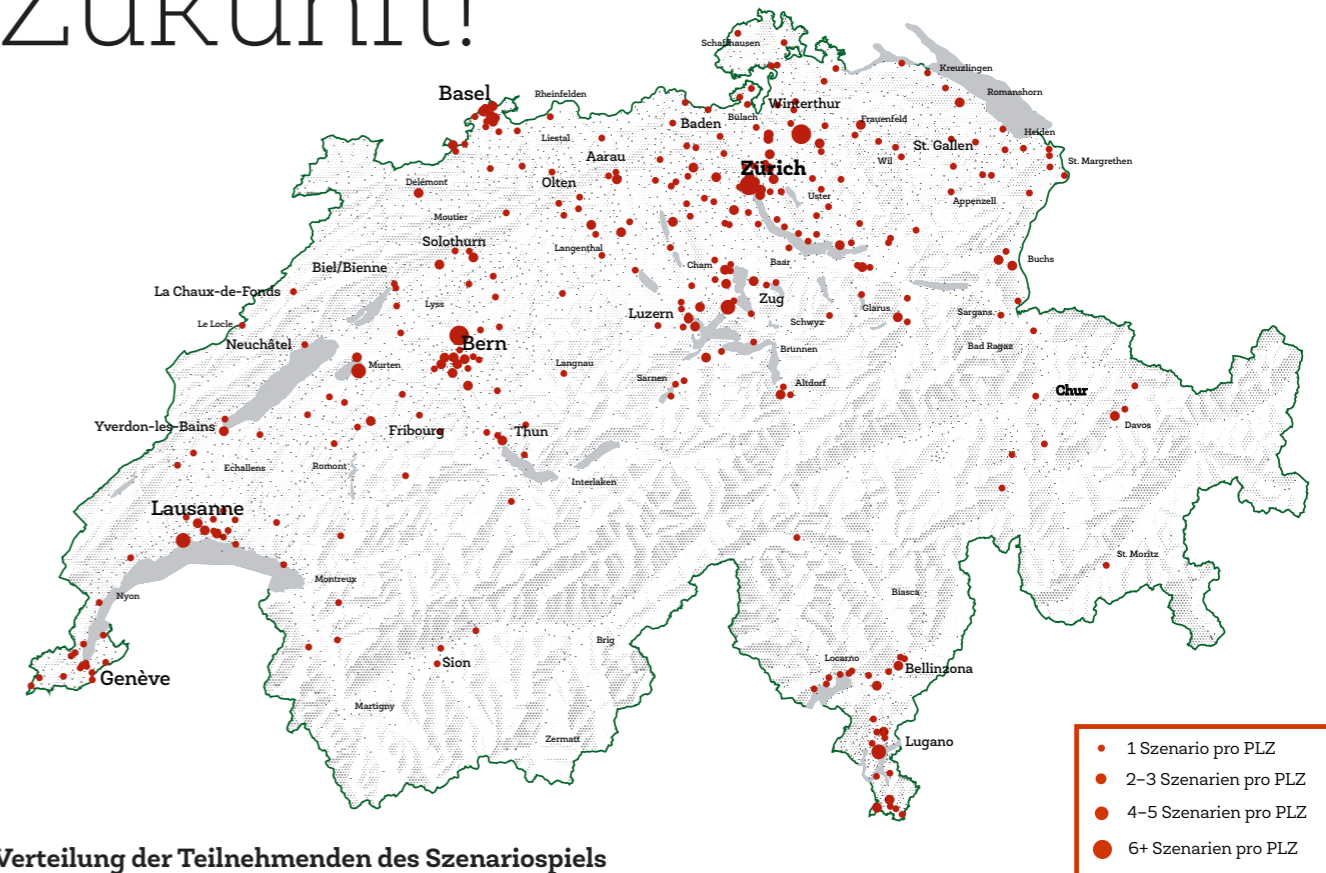 Zukunft!
Schaffhausen
Kreuzlingen
Basel
Rheinfelden
Romanshorn
Winterthur
Baden
Bülach
Frauenfeld
Heiden
Liestal
St. Gallen
Aarau
Wil
St. Margrethen
Zürich
Delémont
Olten
Uster
Appenzell
Moutier
Solothurn
Langenthal
Buchs
Biel/Bienne
Cham
Baar
La Chaux-de-Fonds
Zug
Lyss
Luzern
Glarus
Sargans
Le Locle
Schwyz
Neuchâtel
Bern
Brunnen
Bad Ragaz
Murten
Langnau
Sarnen
Altdorf
Chur
Yverdon-les-Bains
Fribourg
Thun
Davos
Echallens
Romont
Interlaken
Lausanne
St. Moritz
Montreux
Nyon
Biasca
Brig
Locarno
Genève
Sion
Bellinzona
Martigny
Zermatt
Lugano
1 Szenario pro PLZ
2–3 Szenarien pro PLZ
4–5 Szenarien pro PLZ
6+ Szenarien pro PLZ
Verteilung der Teilnehmenden des Szenariospiels